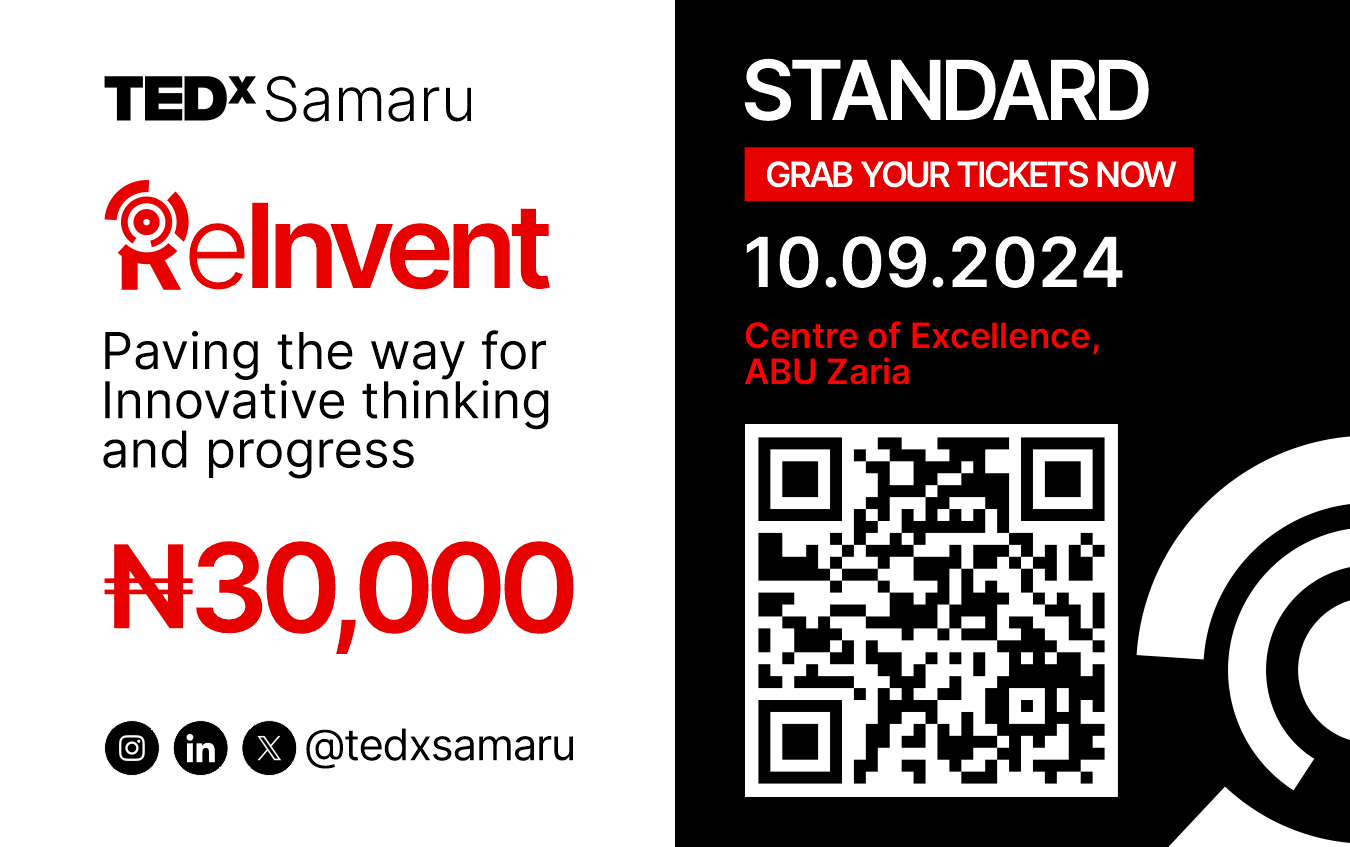 TEDx Samaru
ReInvent
Paving the way for
Innovative thinking
and progress
₦30,000
@tedxsamaru
STANDARD
GRAB YOUR TICKETS NOW
10.09.2024
Centre of Excellence,
ABU Zaria